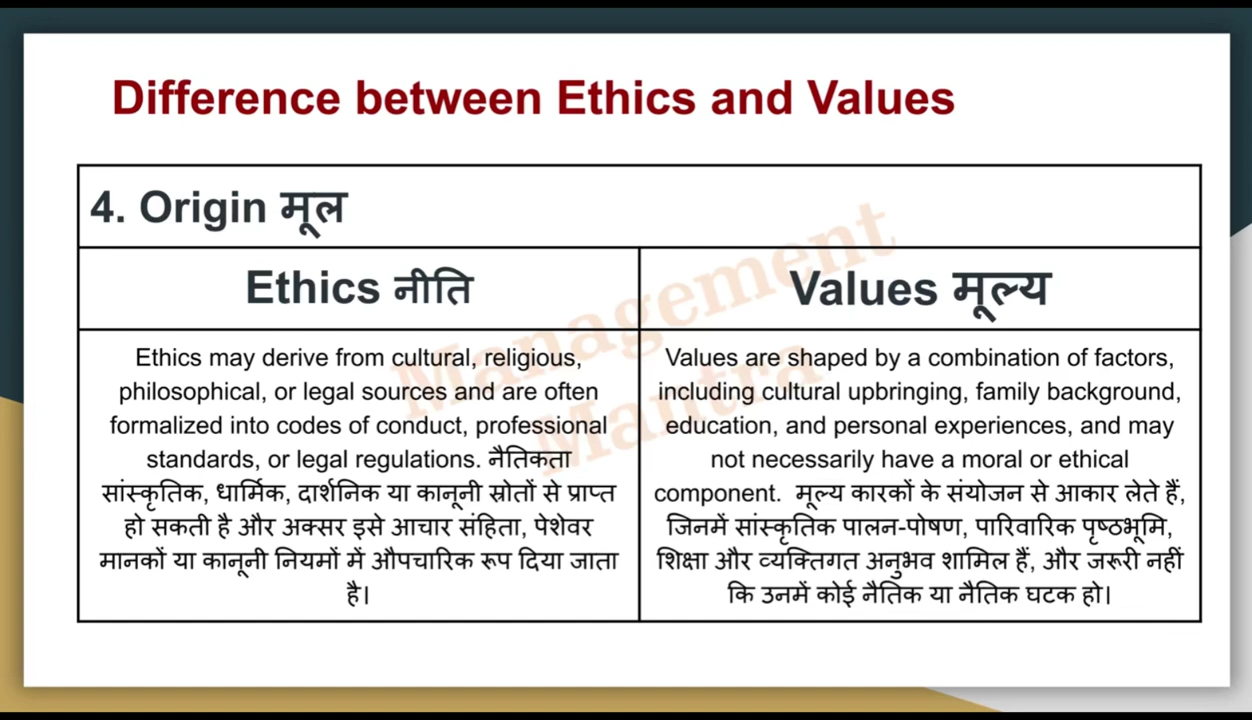 Difference between Ethics and Values
4. Origin मूल
Ethics नीति
Values मूल्य
Ethics may derive from cultural, religious,
philosophical, or legal sources and are often
formalized into codes of conduct, professional
standards, or legal regulations. नैतिकता
सांस्कृतिक, धार्मिक, दार्शनिक या कानूनी स्रोतों से प्राप्त
हो सकती है और अक्सर इसे आचार संहिता, पेशेवर
मानकों या कानूनी नियमों में औपचारिक रूप दिया जाता
है।
Values are shaped by a combination of factors,
including cultural upbringing, family background,
education, and personal experiences, and may
not necessarily have a moral or ethical
component. मूल्य कारकों के संयोजन से आकार लेते हैं,
जिनमें सांस्कृतिक पालन-पोषण, पारिवारिक पृष्ठभूमि,
शिक्षा और व्यक्तिगत अनुभव शामिल हैं, और जरूरी नहीं
कि उनमें कोई नैतिक या नैतिक घटक हो।
Management
Mantra